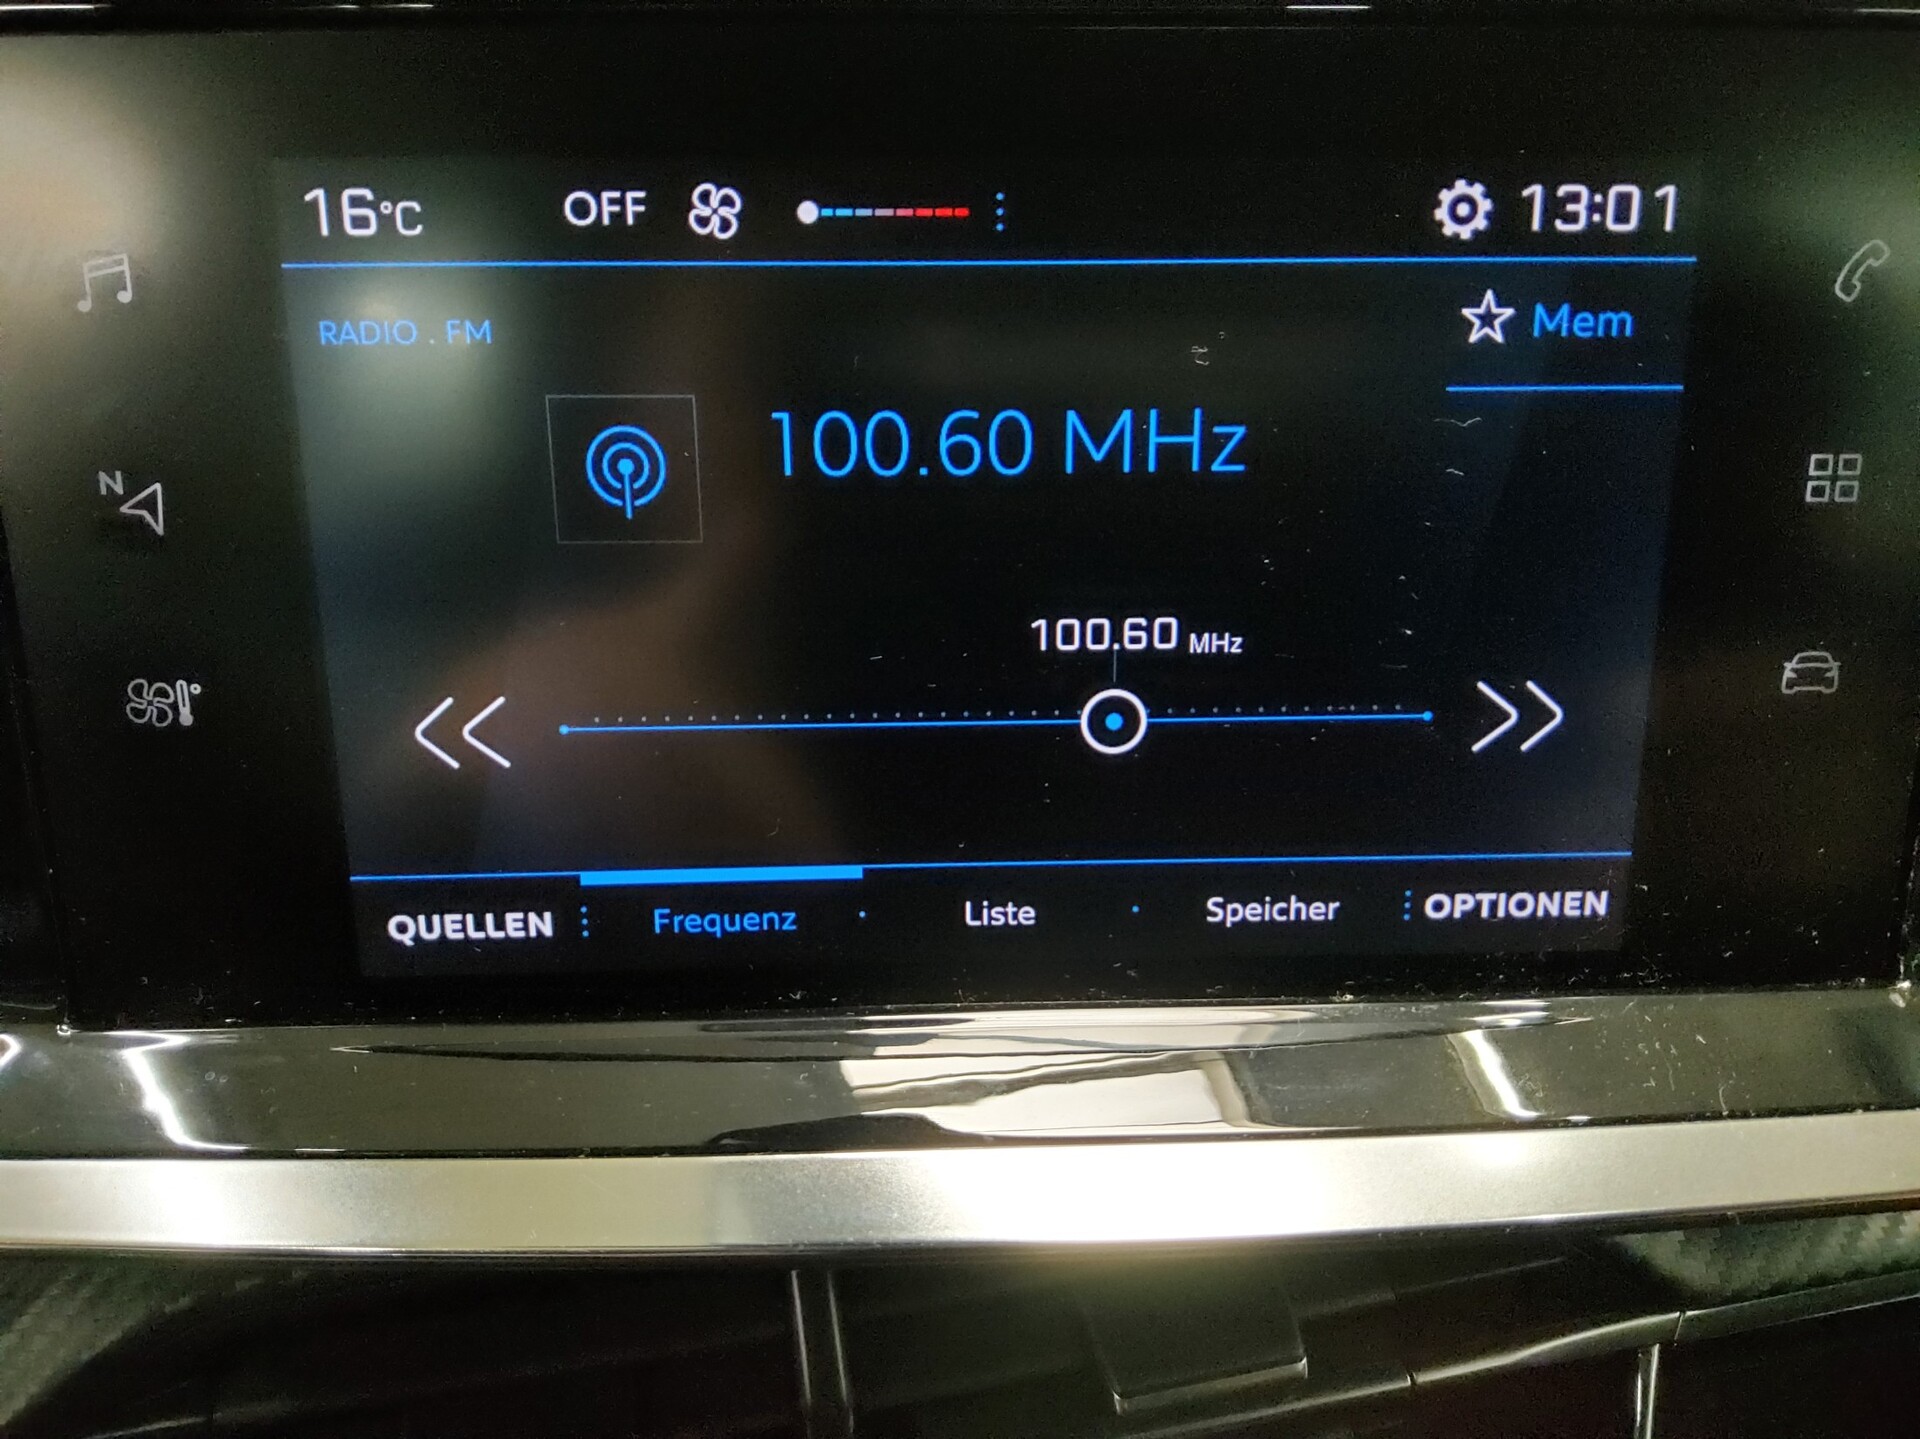 16°C OFF 13:01
RADIO . FM
Mem
100.60 MHz
100.60 MHz
N
QUELLEN Frequenz Liste Speicher OPTIONEN